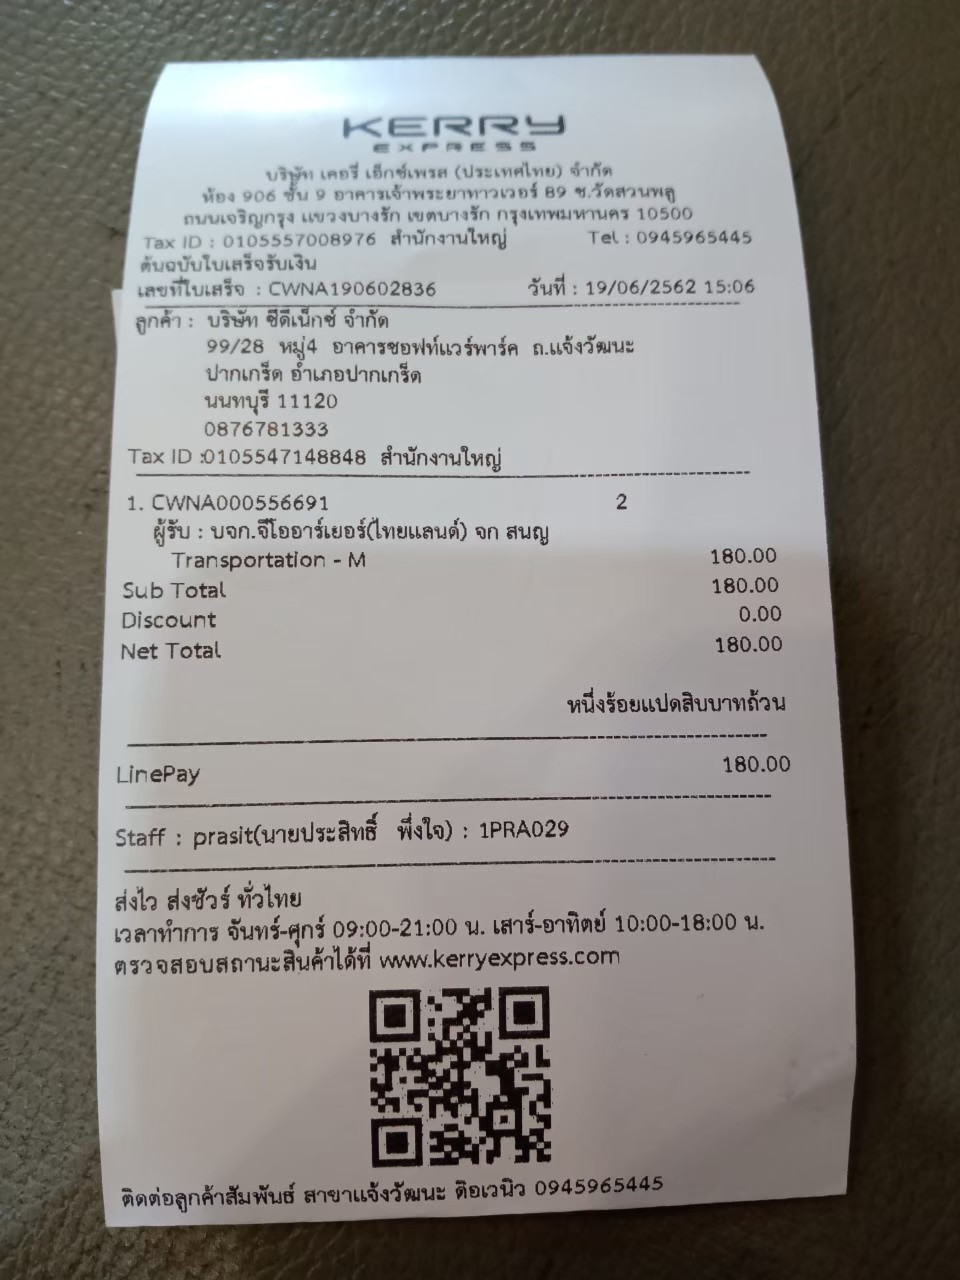 KERRY
EXPRESS
บริษัท เคอรี่ เอ็กซ์เพรส (ประเทศไทย) จำกัด
ห้อง 906 ชั้น 9 อาคารเจ้าพระยาทาวเวอร์ 89 ซ.วัดสวนพลู
ถนนเจริญกรุง แขวงบางรัก เขตบางรัก กรุงเทพมหานคร 10500
Tax ID : 0105557008976 สำนักงานใหญ่ Tel : 0945965445
ต้นฉบับใบเสร็จรับเงิน
เลขที่ใบเสร็จ : CWNA190602836 วันที่ : 19/06/2562 15:06
ลูกค้า : บริษัท ซีดีเน็กซ์ จำกัด
99/28 หมู่4 อาคารซอฟท์แวร์พาร์ค ถ.แจ้งวัฒนะ
ปากเกร็ด อำเภอปากเกร็ด
นนทบุรี 11120
0876781333
Tax ID :0105547148848 สำนักงานใหญ่
1. CWNA000556691 2
ผู้รับ : บจก.จีโออาร์เยอร์(ไทยแลนด์) จก สนญ
Transportation - M 180.00
Sub Total 180.00
Discount 0.00
Net Total 180.00
หนึ่งร้อยแปดสิบบาทถ้วน
LinePay 180.00
Staff : prasit(นายประสิทธิ์ พึ่งใจ) : 1PRA029
ส่งไว ส่งชัวร์ ทั่วไทย
เวลาทำการ จันทร์-ศุกร์ 09:00-21:00 น. เสาร์-อาทิตย์ 10:00-18:00 น.
ตรวจสอบสถานะสินค้าได้ที่ www.kerryexpress.com
ติดต่อลูกค้าสัมพันธ์ สาขาแจ้งวัฒนะ ดิอเวนิว 0945965445